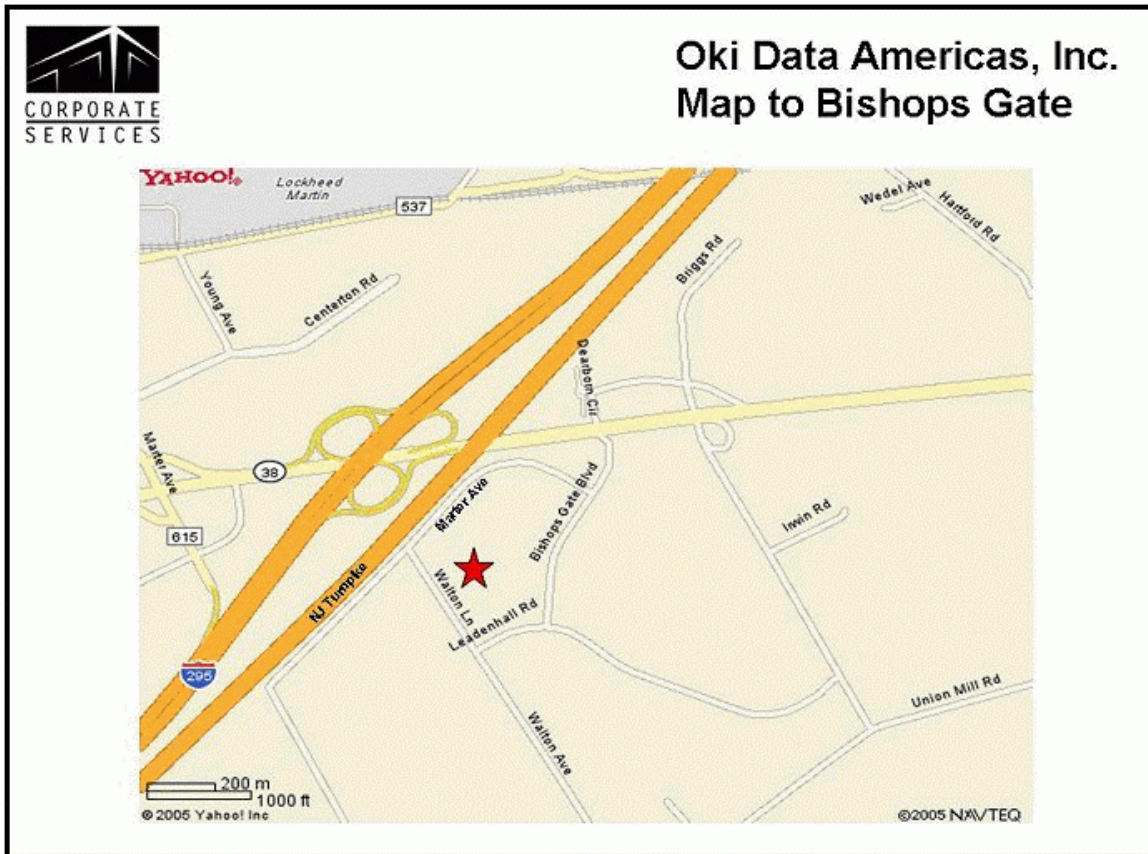 CORPORATE
SERVICES
Oki Data Americas, Inc.
Map to Bishops Gate
YAHOO!
Lockheed
Martin
537
Wedel Ave
Hartford Rd
Briggs Rd
Young Ave
Centerton Rd
Dearborn Cir
Marter Ave
38
Marter Ave
Bishops Gate Blvd
Irwin Rd
615
NJ Turnpike
Walton Ln
Leadenhall Rd
295
Union Mill Rd
Walton Ave
200 m
1000 ft
© 2005 Yahoo! Inc
©2005 NAVTEQ